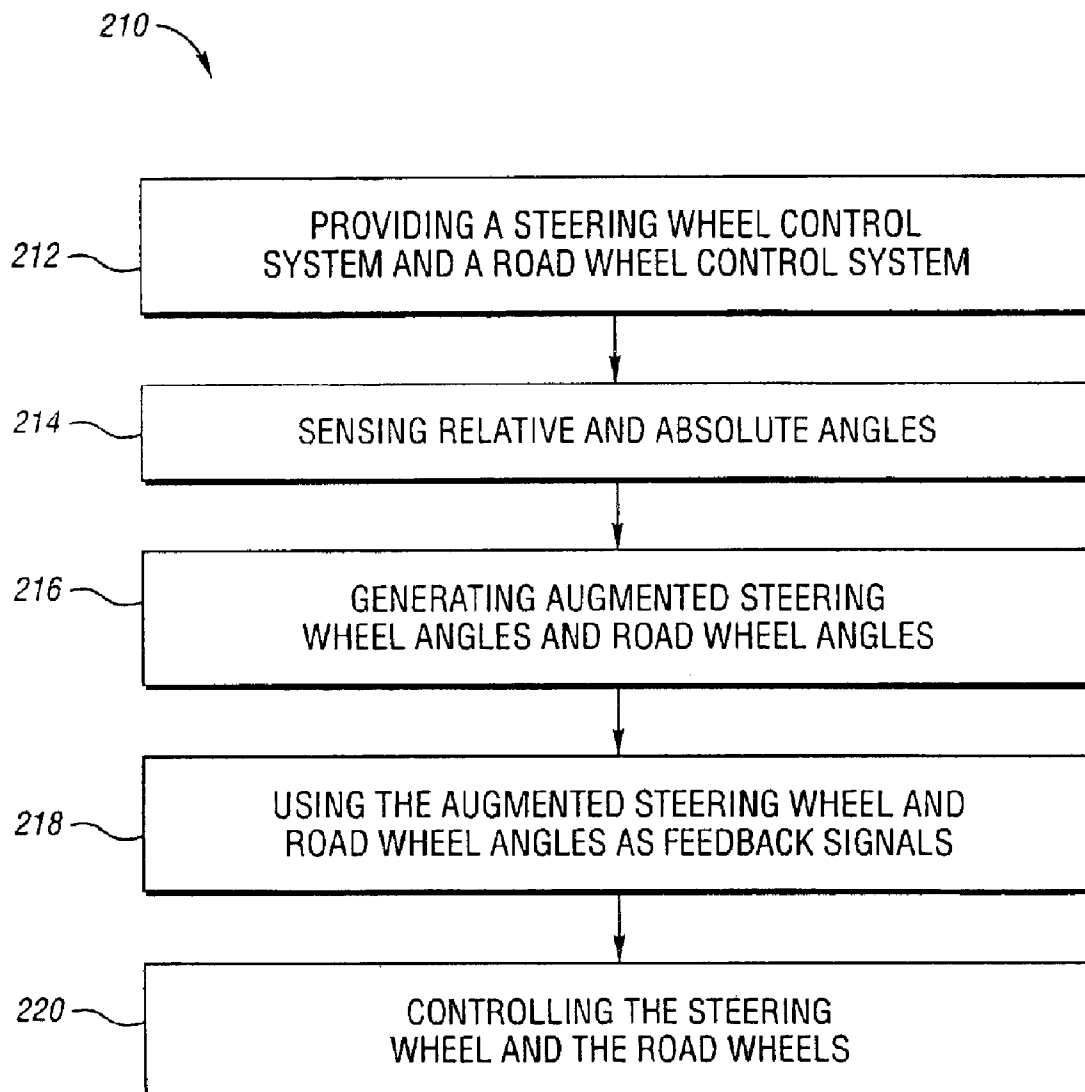 210
212
PROVIDING A STEERING WHEEL CONTROL
SYSTEM AND A ROAD WHEEL CONTROL SYSTEM
214
SENSING RELATIVE AND ABSOLUTE ANGLES
216
GENERATING AUGMENTED STEERING
WHEEL ANGLES AND ROAD WHEEL ANGLES
218
USING THE AUGMENTED STEERING WHEEL AND
ROAD WHEEL ANGLES AS FEEDBACK SIGNALS
220
CONTROLLING THE STEERING
WHEEL AND THE ROAD WHEELS